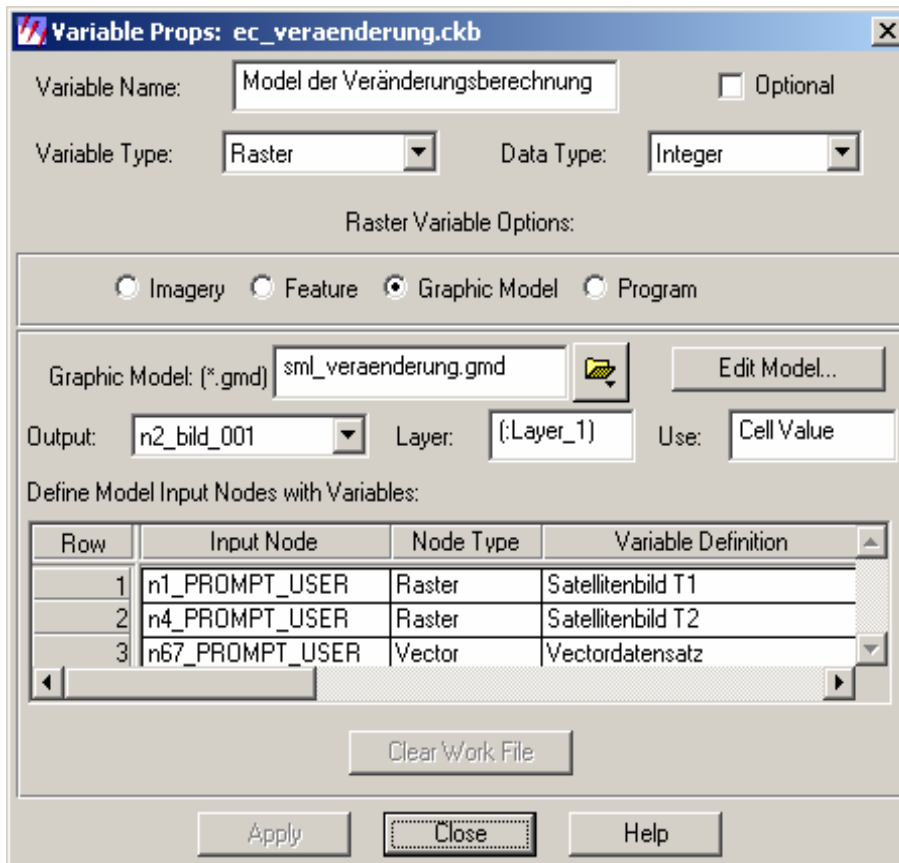 Variable Props: ec_veraenderung.ckb
Variable Name: Model der Veränderungsberechnung Optional
Variable Type: Raster Data Type: Integer
Raster Variable Options:
Imagery Feature Graphic Model Program
Graphic Model: (*.gmd) sml_veraenderung.gmd Edit Model...
Output: n2_bild_001 Layer: (:Layer_1) Use: Cell Value
Define Model Input Nodes with Variables:
Row Input Node Node Type Variable Definition
1 n1_PROMPT_USER Raster Satellitenbild T1
2 n4_PROMPT_USER Raster Satellitenbild T2
3 n67_PROMPT_USER Vector Vectordatensatz
Clear Work File
Apply Close Help